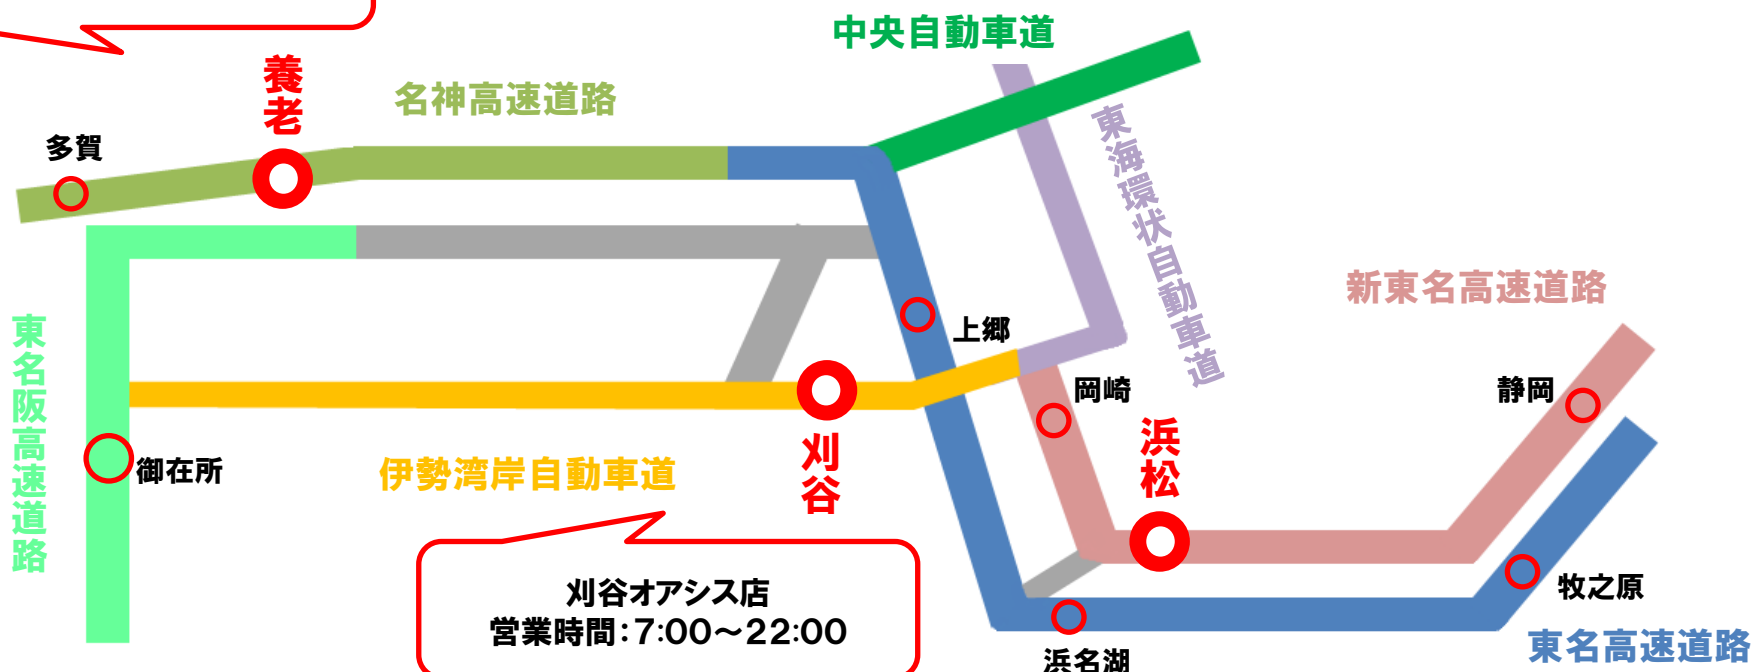 中央自動車道
養老
名神高速道路
多賀
東海環状自動車道
新東名高速道路
東名阪高速道路
上郷
岡崎
静岡
浜松
刈谷
御在所
伊勢湾岸自動車道
刈谷オアシス店
営業時間：7:00～22:00
牧之原
東名高速道路
浜名湖